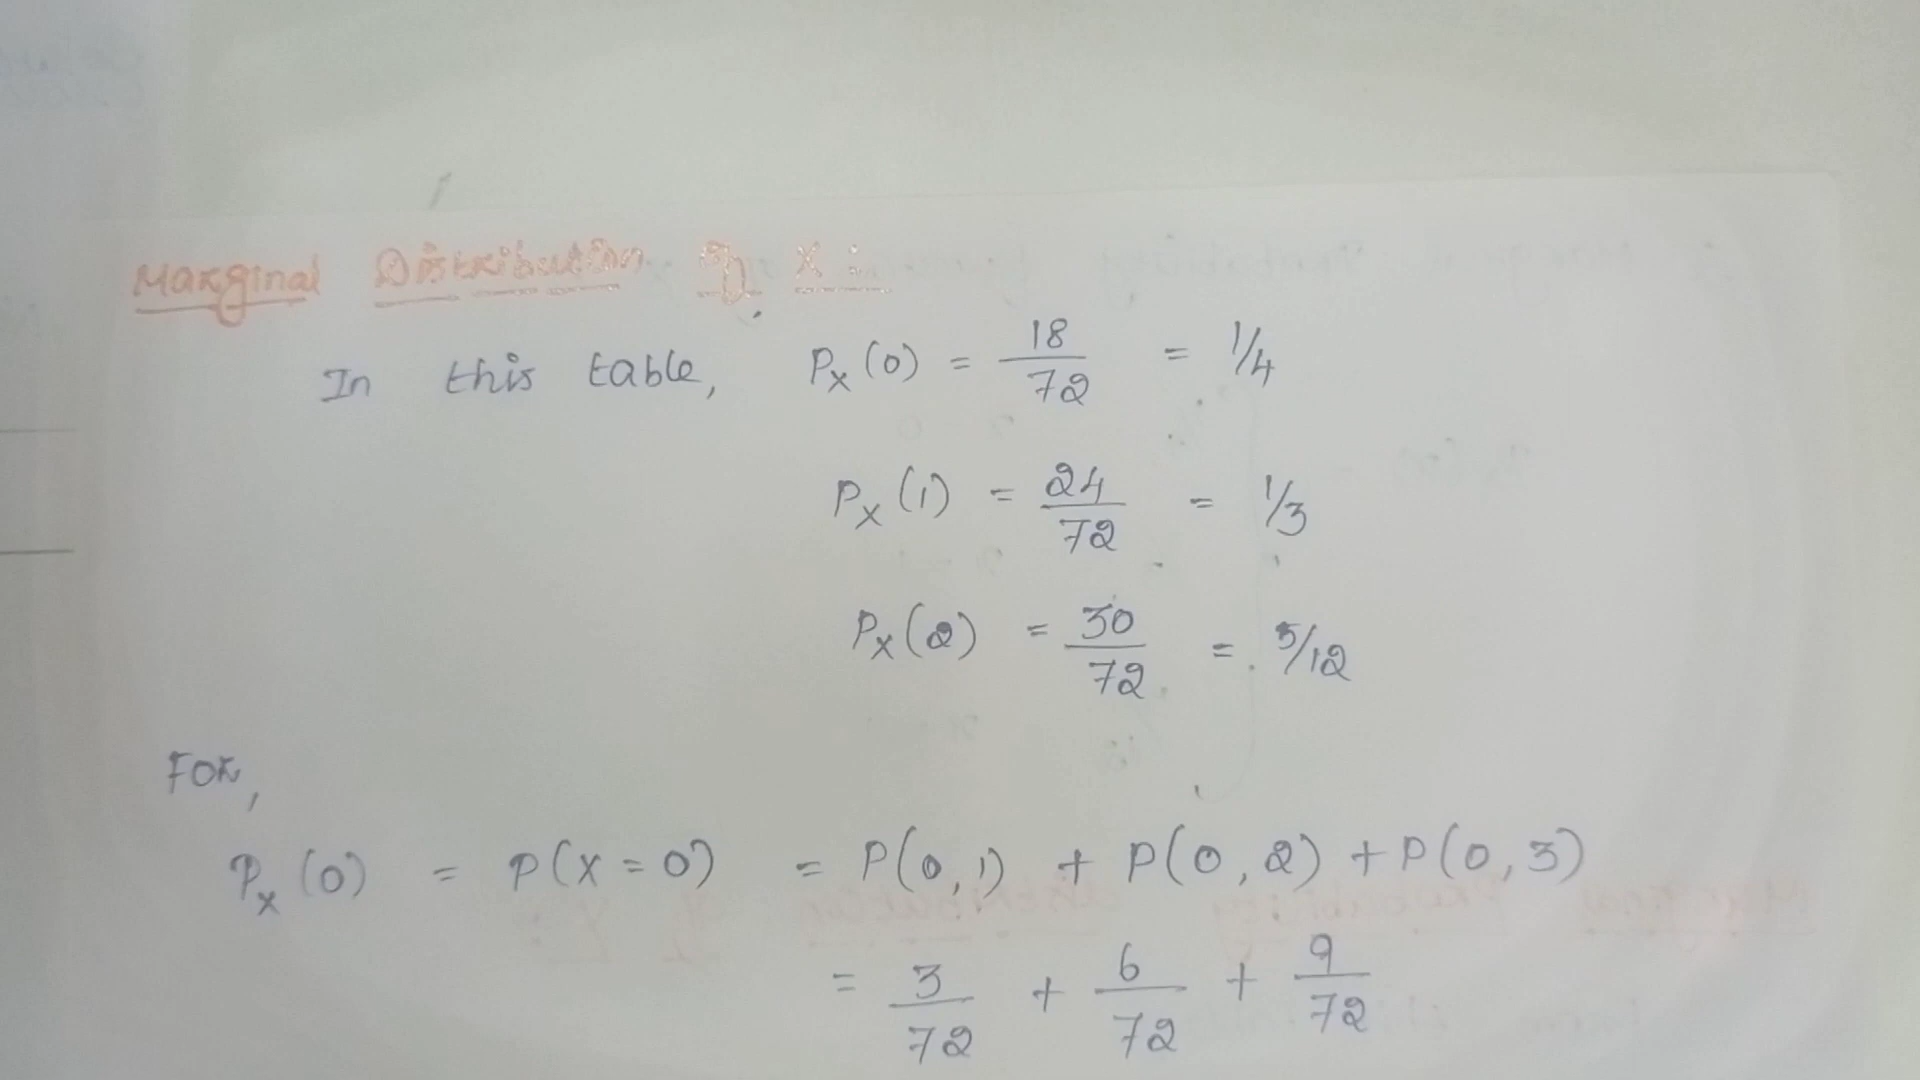 Marginal Distribution of X:
In this table, Px(0) = 18/72 = 1/4
Px(1) = 24/72 = 1/3
Px(2) = 30/72 = 5/12
For,
Px(0) = P(X=0) = P(0,1) + P(0,2) + P(0,3)
= 3/72 + 6/72 + 9/72